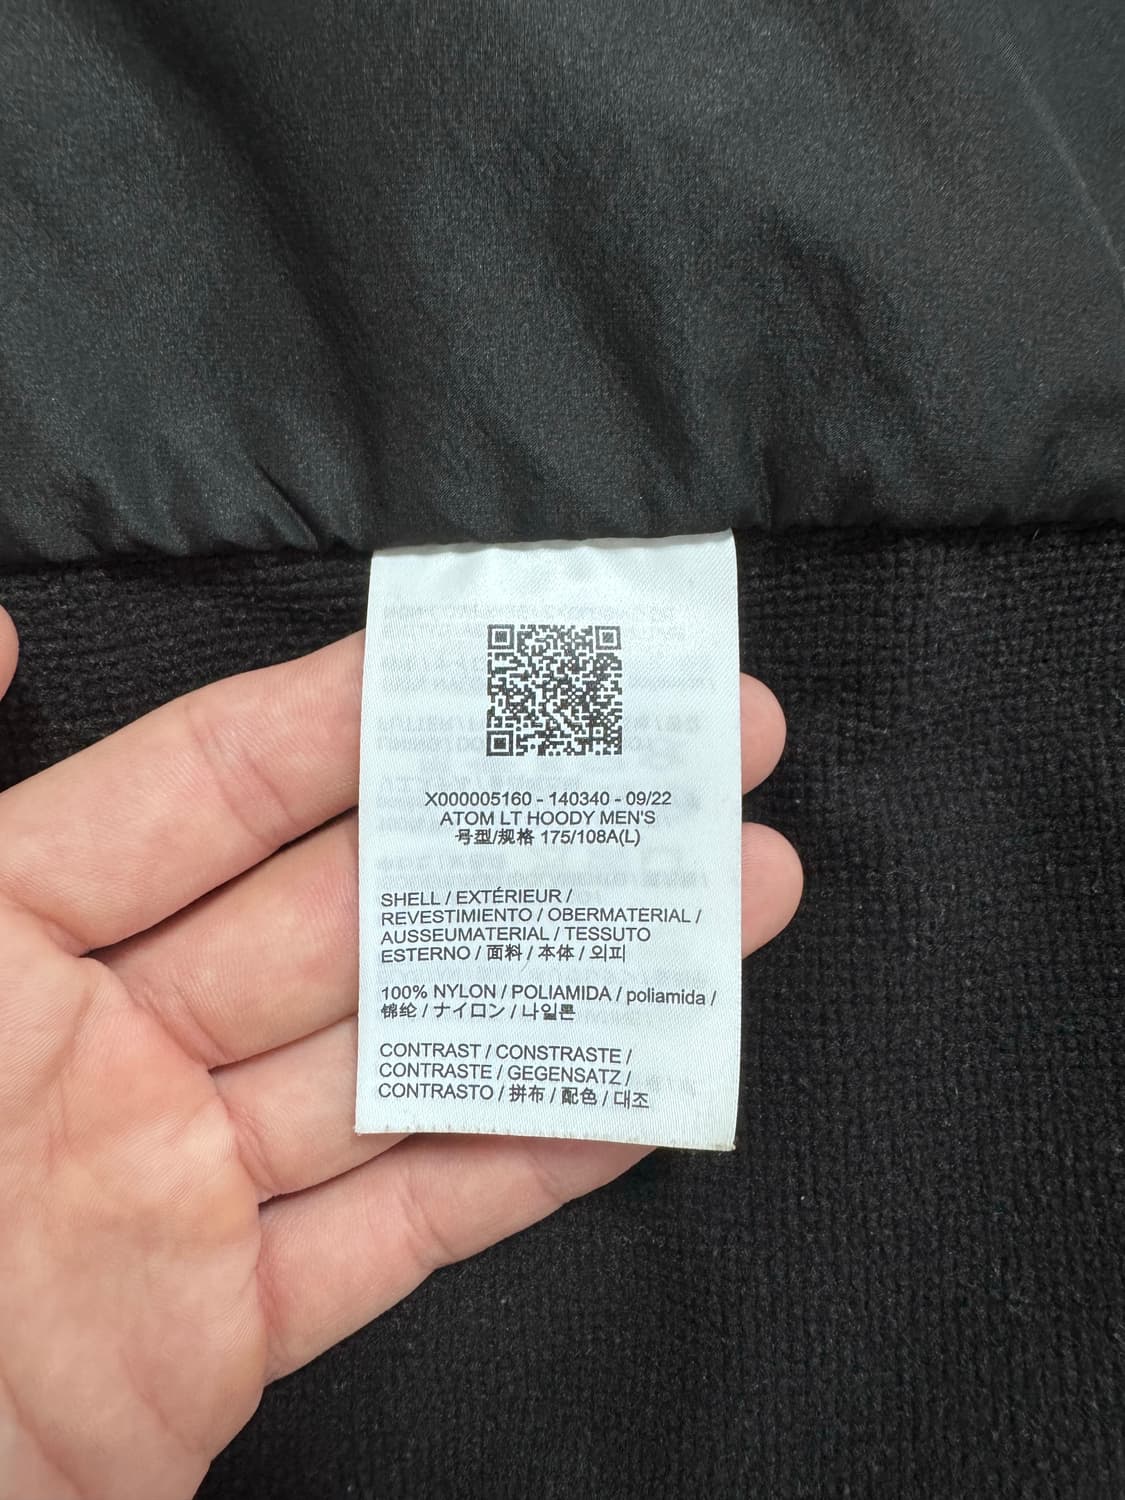 X000005160 - 140340 - 09/22
ATOM LT HOODY MEN'S
号型/规格 175/108A(L)
SHELL / EXTÉRIEUR /
REVESTIMIENTO / OBERMATERIAL /
AUSSEUMATERIAL / TESSUTO
ESTERNO / 面料 / 本体 / 외피
100% NYLON / POLIAMIDA / poliamida /
锦纶 / ナイロン / 나일론
CONTRAST / CONSTRASTE /
CONTRASTE / GEGENSATZ /
CONTRASTO / 拼布 / 配色 / 대조